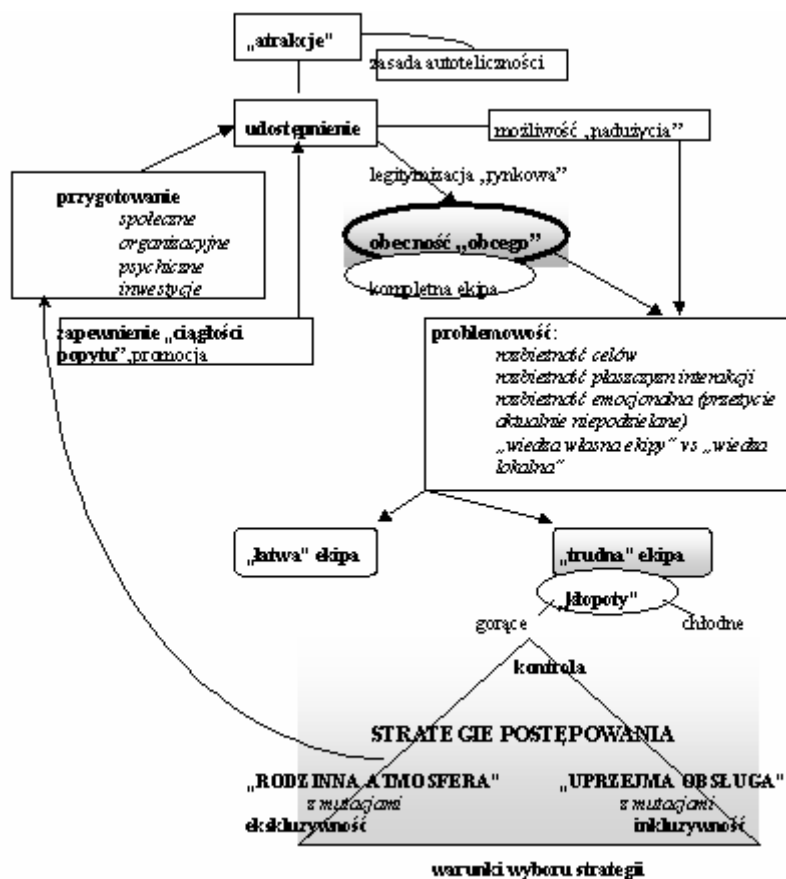 „atrakcje”
zasada autoteliczności
udostępnienie
możliwość „nadużycia”
legitymizacja „rynkowa”
przygotowanie
społeczne
organizacyjne
psychiczne
inwestycje
obecność „obcego”
kompletna ekipa
zapewnienie „ciągłości
popytu”,promocja
problemowość:
rozbieżność celów
rozbieżność płaszczyzn interakcji
rozbieżność emocjonalna (przeżycie
aktualnie niepodzielane)
„wiedza własna ekipy” vs „wiedza
lokalna”
„łatwa” ekipa
„trudna” ekipa
„kłopoty”
gorące
chłodne
kontrola
STRATEGIE POSTĘPOWANIA
„RODZINNA ATMOSFERA”
„UPRZEJMA OBSŁUGA”
z mutacjami
z mutacjami
ekskluzywność
inkluzywność
warunki wyboru strategii